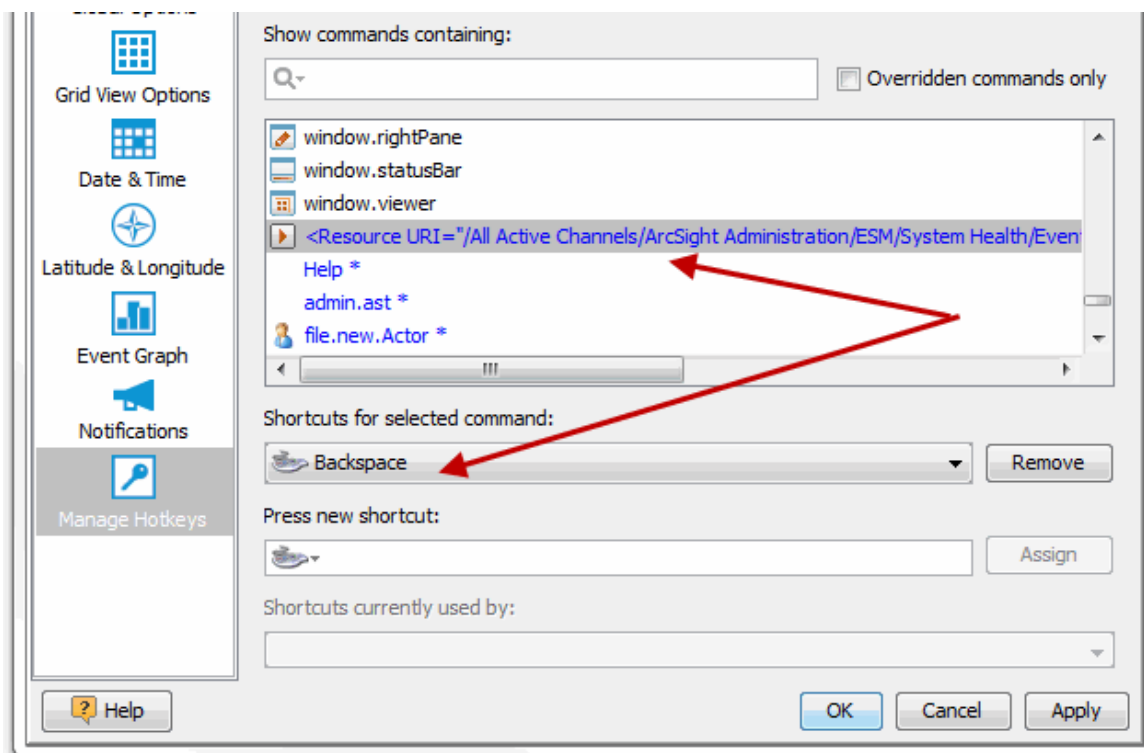 Global Options
Grid View Options
Date & Time
Latitude & Longitude
Event Graph
Notifications
Manage Hotkeys
Show commands containing:
Overridden commands only
window.rightPane
window.statusBar
window.viewer
<Resource URI="/All Active Channels/ArcSight Administration/ESM/System Health/Event
Help *
admin.ast *
file.new.Actor *
Shortcuts for selected command:
Backspace
Remove
Press new shortcut:
Assign
Shortcuts currently used by:
Help
OK
Cancel
Apply